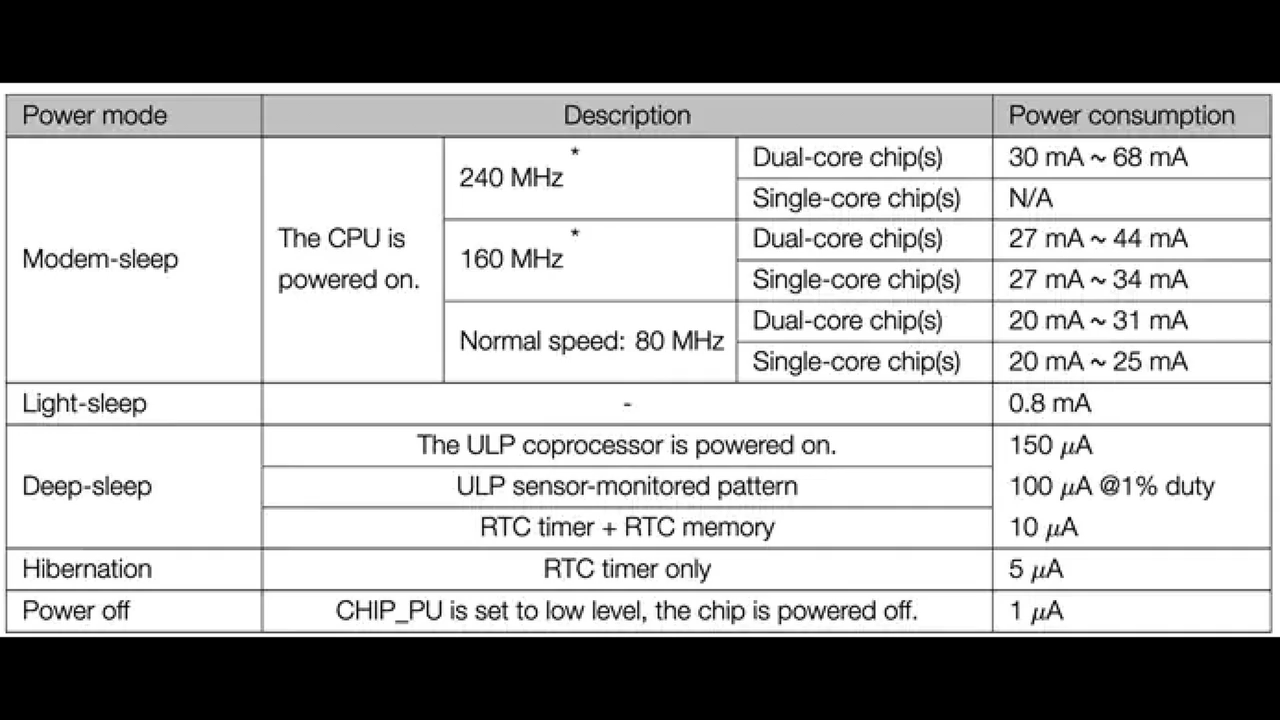 Power mode Description Power consumption
Modem-sleep The CPU is powered on. 240 MHz * Dual-core chip(s) 30 mA ~ 68 mA
Single-core chip(s) N/A
160 MHz * Dual-core chip(s) 27 mA ~ 44 mA
Single-core chip(s) 27 mA ~ 34 mA
Normal speed: 80 MHz Dual-core chip(s) 20 mA ~ 31 mA
Single-core chip(s) 20 mA ~ 25 mA
Light-sleep - 0.8 mA
Deep-sleep The ULP coprocessor is powered on. 150 μA
ULP sensor-monitored pattern 100 μA @1% duty
RTC timer + RTC memory 10 μA
Hibernation RTC timer only 5 μA
Power off CHIP_PU is set to low level, the chip is powered off. 1 μA